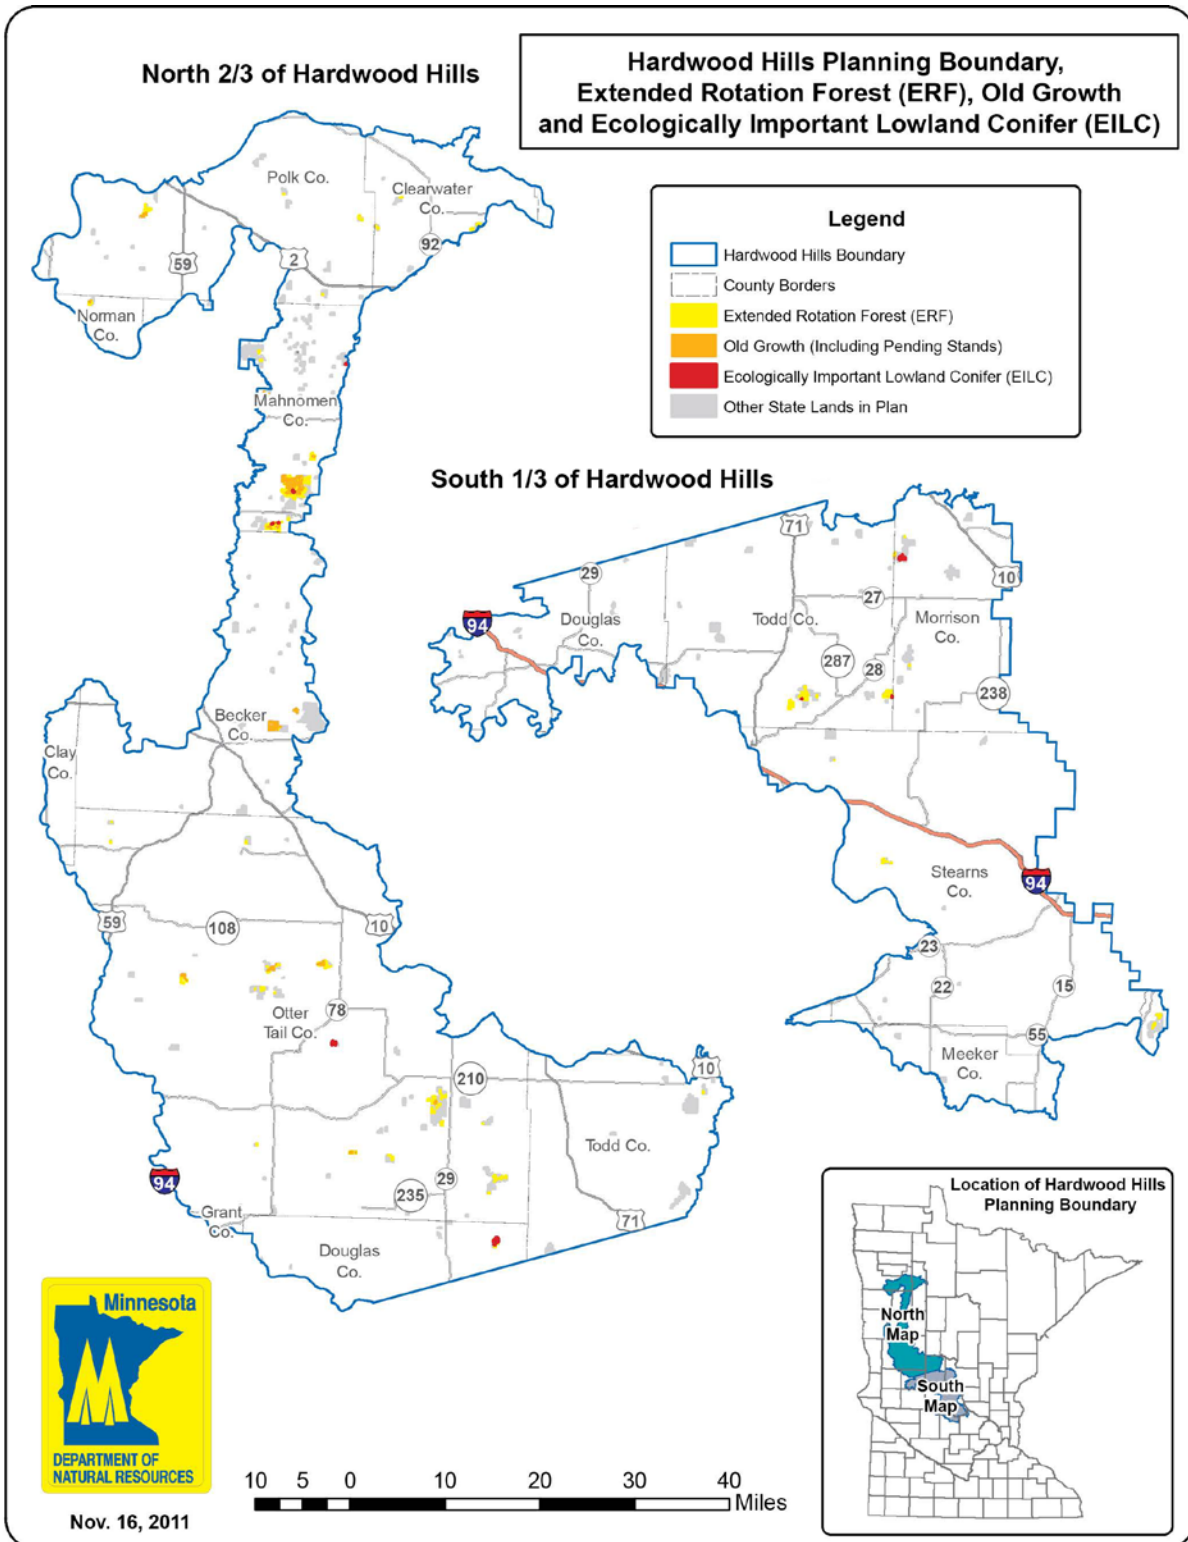 Hardwood Hills Planning Boundary,
Extended Rotation Forest (ERF), Old Growth
and Ecologically Important Lowland Conifer (EILC)
North 2/3 of Hardwood Hills
Polk Co.
Clearwater
Co.
92
2
59
Norman
Co.
Mahnomen
Co.
Legend
Hardwood Hills Boundary
County Borders
Extended Rotation Forest (ERF)
Old Growth (Including Pending Stands)
Ecologically Important Lowland Conifer (EILC)
Other State Lands in Plan
South 1/3 of Hardwood Hills
71
29
10
27
94
Douglas
Co.
Todd Co.
Morrison
Co.
287
28
238
Becker
Co.
Clay
Co.
Stearns
Co.
94
59
108
10
23
22
15
55
Otter
Tail Co.
78
Meeker
Co.
210
10
Todd Co.
94
29
235
71
Grant
Co.
Douglas
Co.
Location of Hardwood Hills
Planning Boundary
North
Map
South
Map
Minnesota
DEPARTMENT OF
NATURAL RESOURCES
10 5 0 10 20 30 40
Miles
Nov. 16, 2011